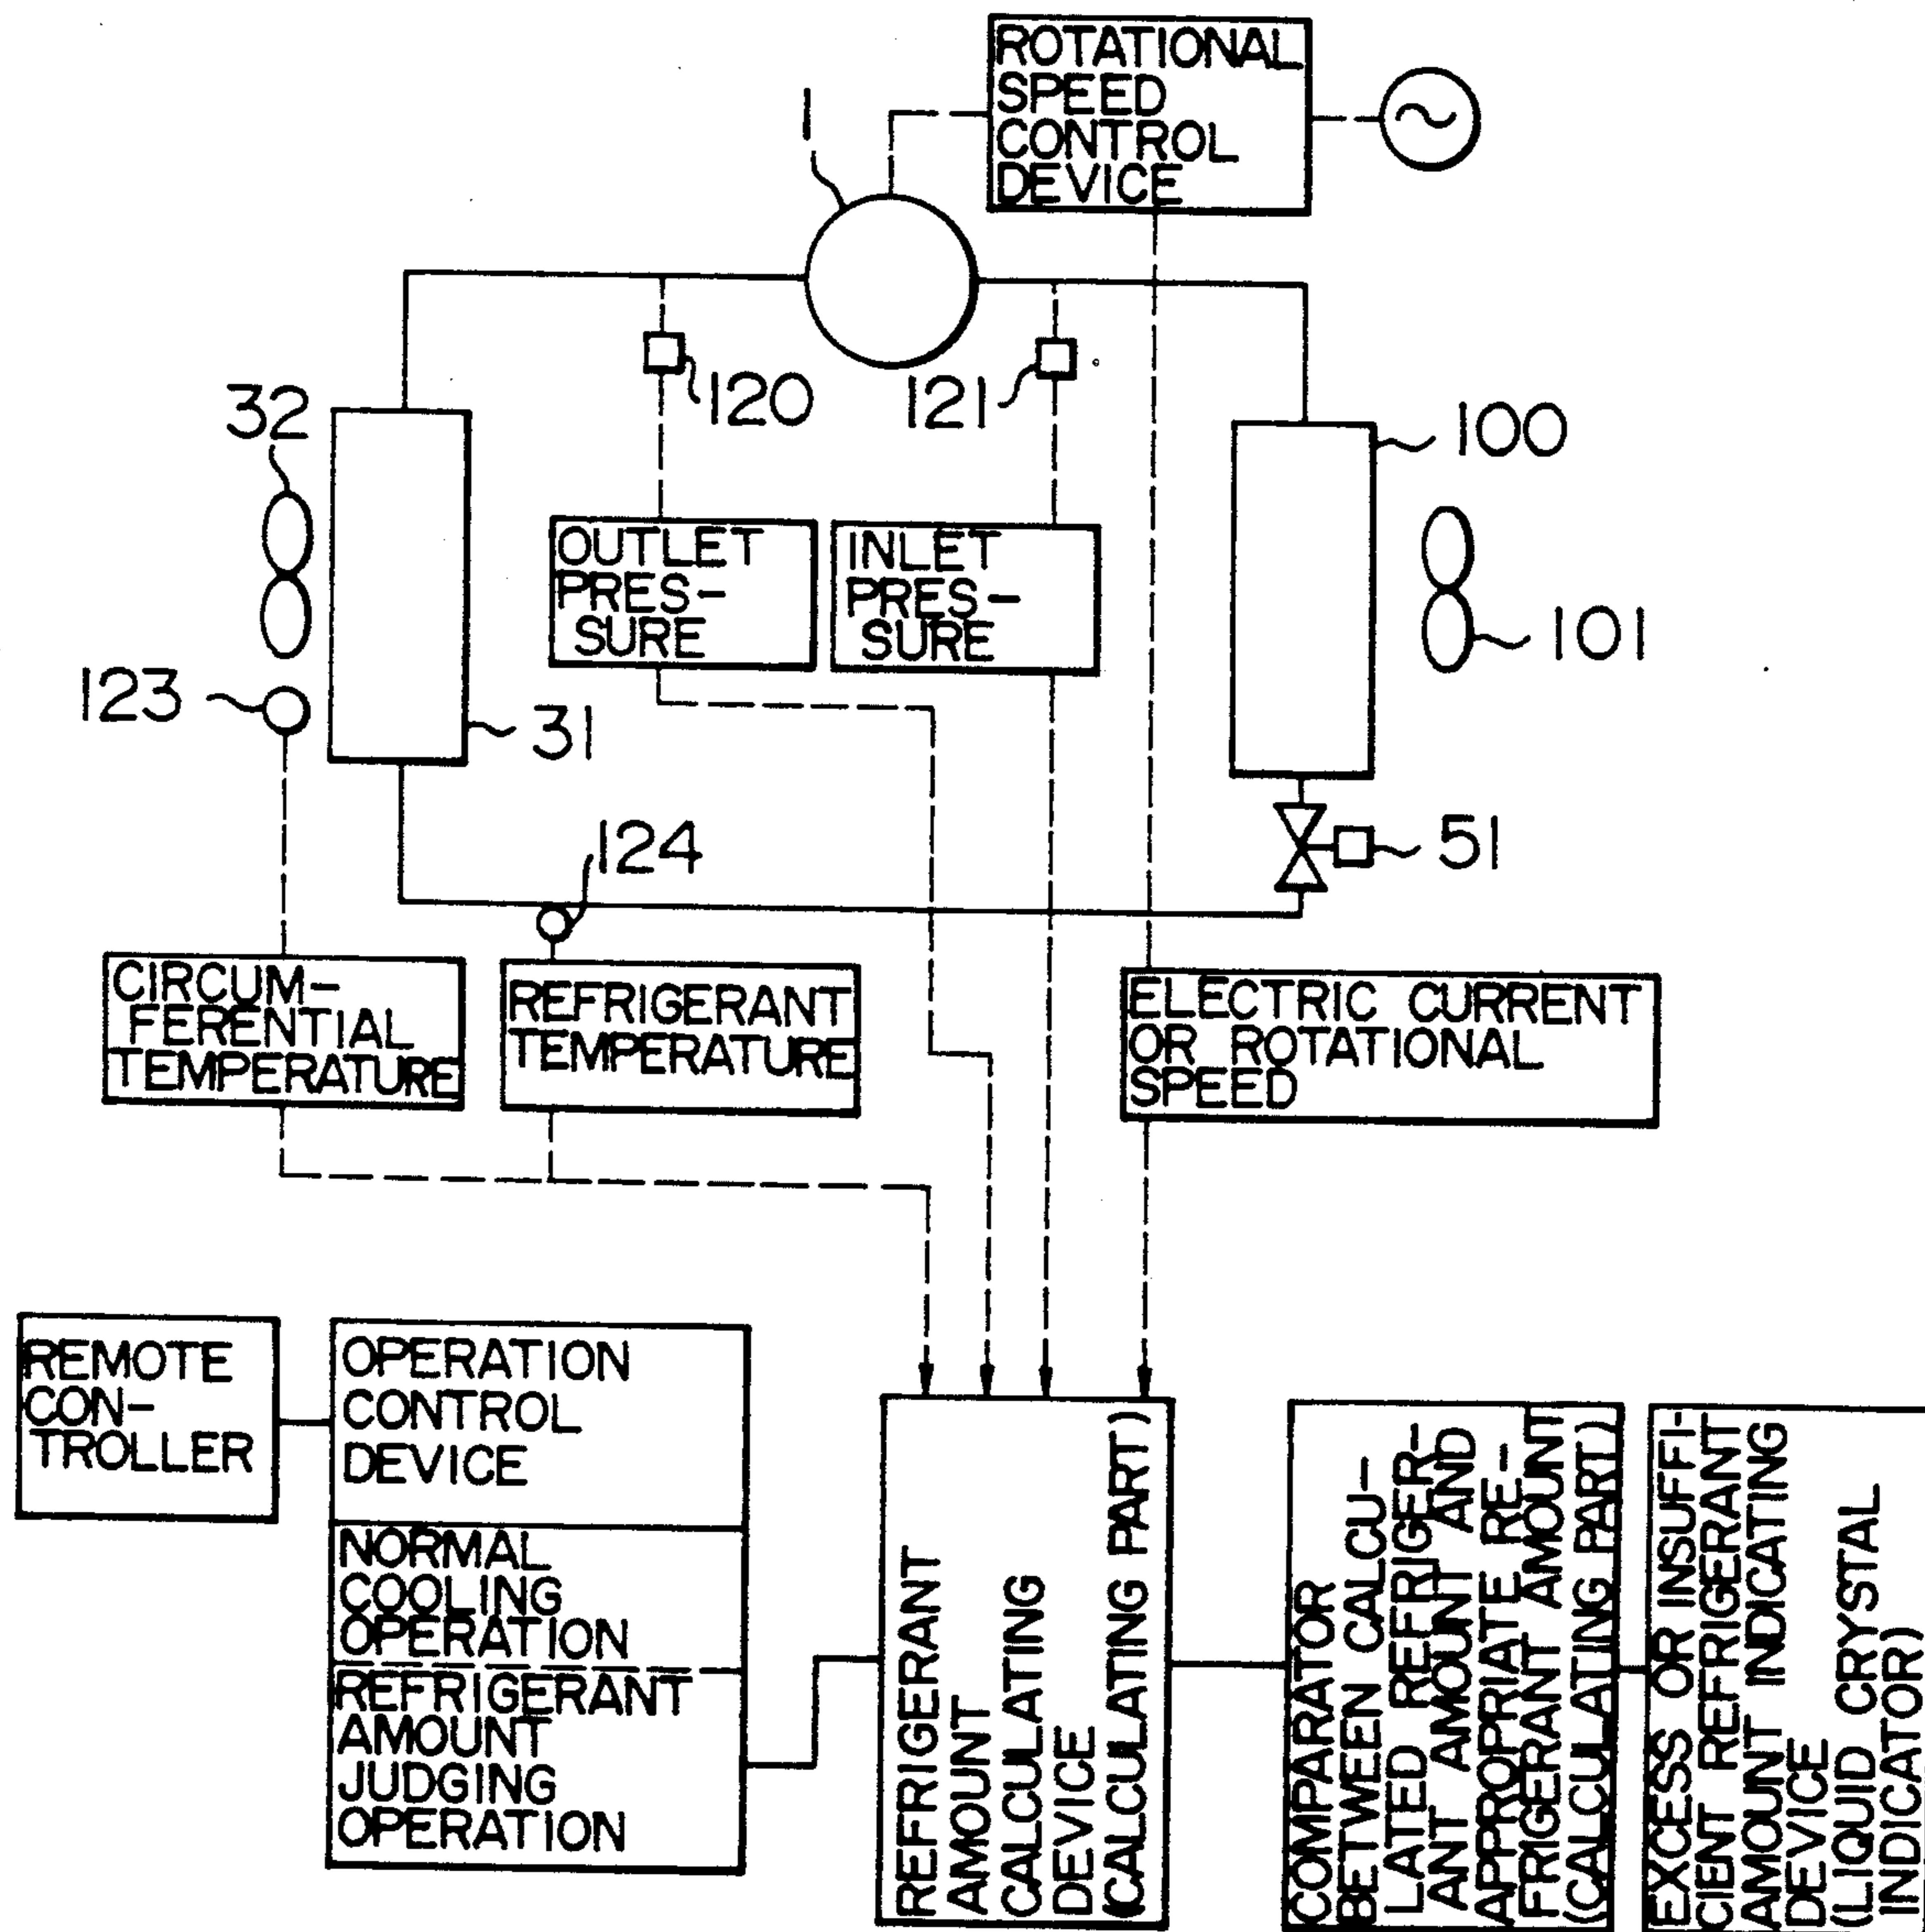 ROTATIONAL
SPEED
CONTROL
DEVICE
1
120
121
32
100
OUTLET
PRES-
SURE
INLET
PRES-
SURE
101
123
31
124
51
CIRCUM-
FERENTIAL
TEMPERATURE
REFRIGERANT
TEMPERATURE
ELECTRIC CURRENT
OR ROTATIONAL
SPEED
REMOTE
CON-
TROLLER
OPERATION
CONTROL
DEVICE
NORMAL
COOLING
OPERATION
REFRIGERANT
AMOUNT
JUDGING
OPERATION
REFRIGERANT
AMOUNT
CALCULATING
DEVICE
(CALCULATING PART)
COMPARATOR
BETWEEN CALCU-
LATED REFRIGER-
ANT AMOUNT AND
APPROPRIATE RE-
FRIGERANT AMOUNT
(CALCULATING PART)
EXCESS OR INSUFFI-
CIENT REFRIGERANT
AMOUNT INDICATING
DEVICE
(LIQUID CRYSTAL
INDICATOR)